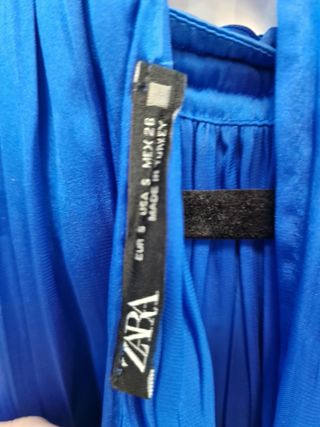 ZARA
EUR S USA S MEX 26
MADE IN TURKEY